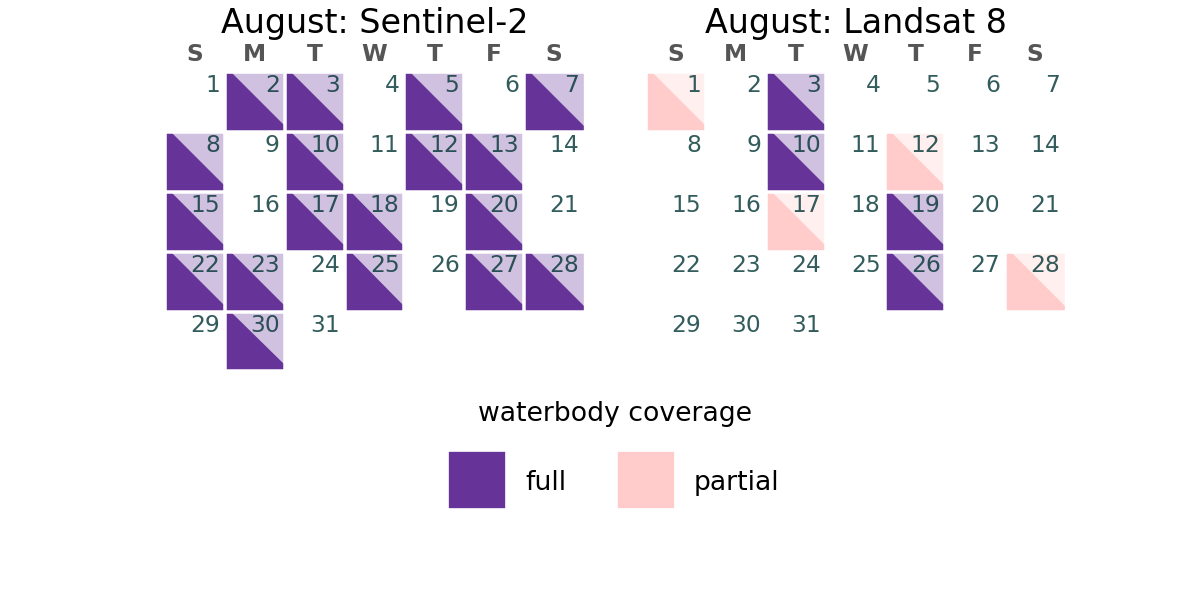 August: Sentinel-2
S M T W T F S
1 2 3 4 5 6 7
8 9 10 11 12 13 14
15 16 17 18 19 20 21
22 23 24 25 26 27 28
29 30 31
August: Landsat 8
S M T W T F S
1 2 3 4 5 6 7
8 9 10 11 12 13 14
15 16 17 18 19 20 21
22 23 24 25 26 27 28
29 30 31
waterbody coverage
full partial